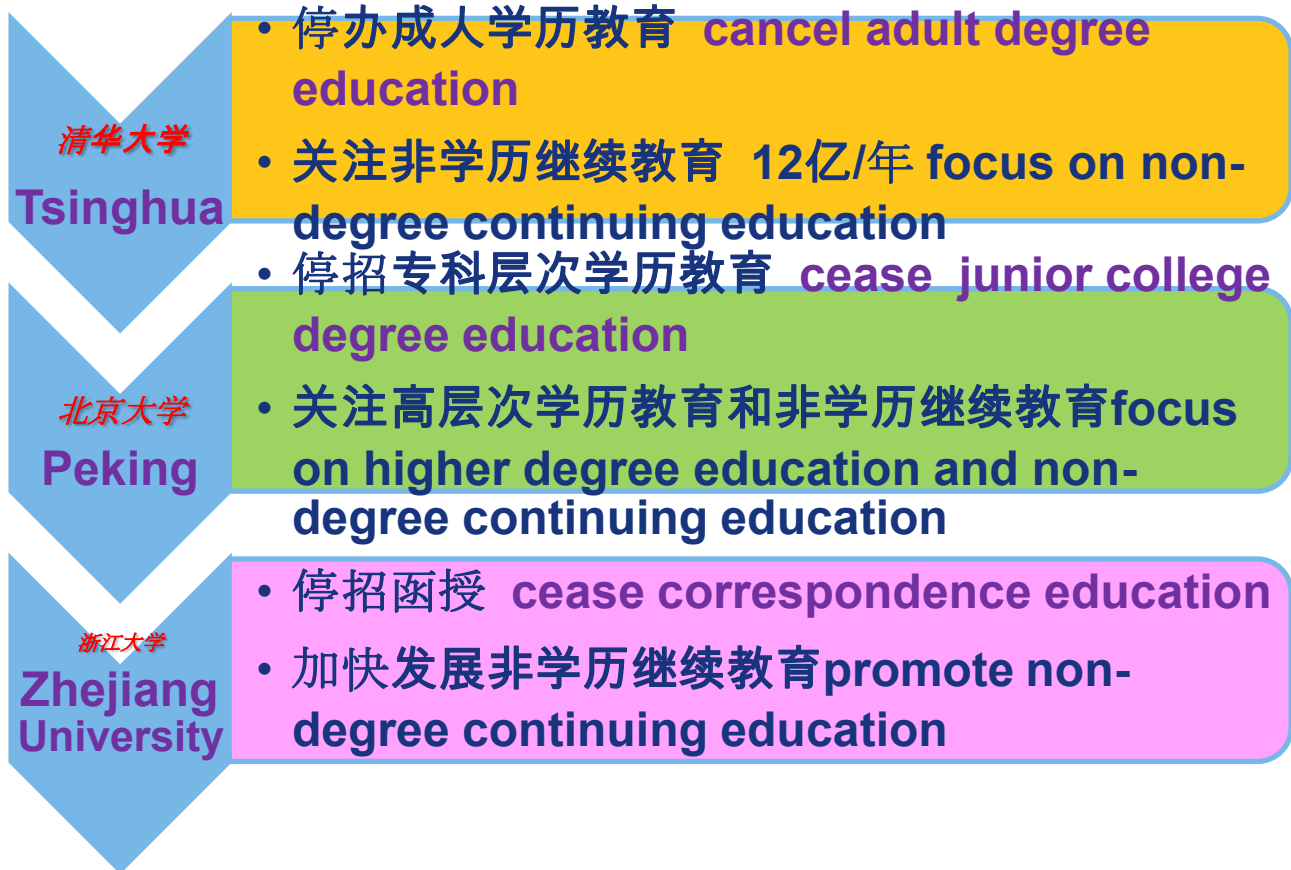 清华大学
Tsinghua
• 停办成人学历教育 cancel adult degree
education
• 关注非学历继续教育 12亿/年 focus on non-
degree continuing education
北京大学
Peking
• 停招专科层次学历教育 cease junior college
degree education
• 关注高层次学历教育和非学历继续教育focus
on higher degree education and non-
degree continuing education
浙江大学
Zhejiang
University
• 停招函授 cease correspondence education
• 加快发展非学历继续教育promote non-
degree continuing education